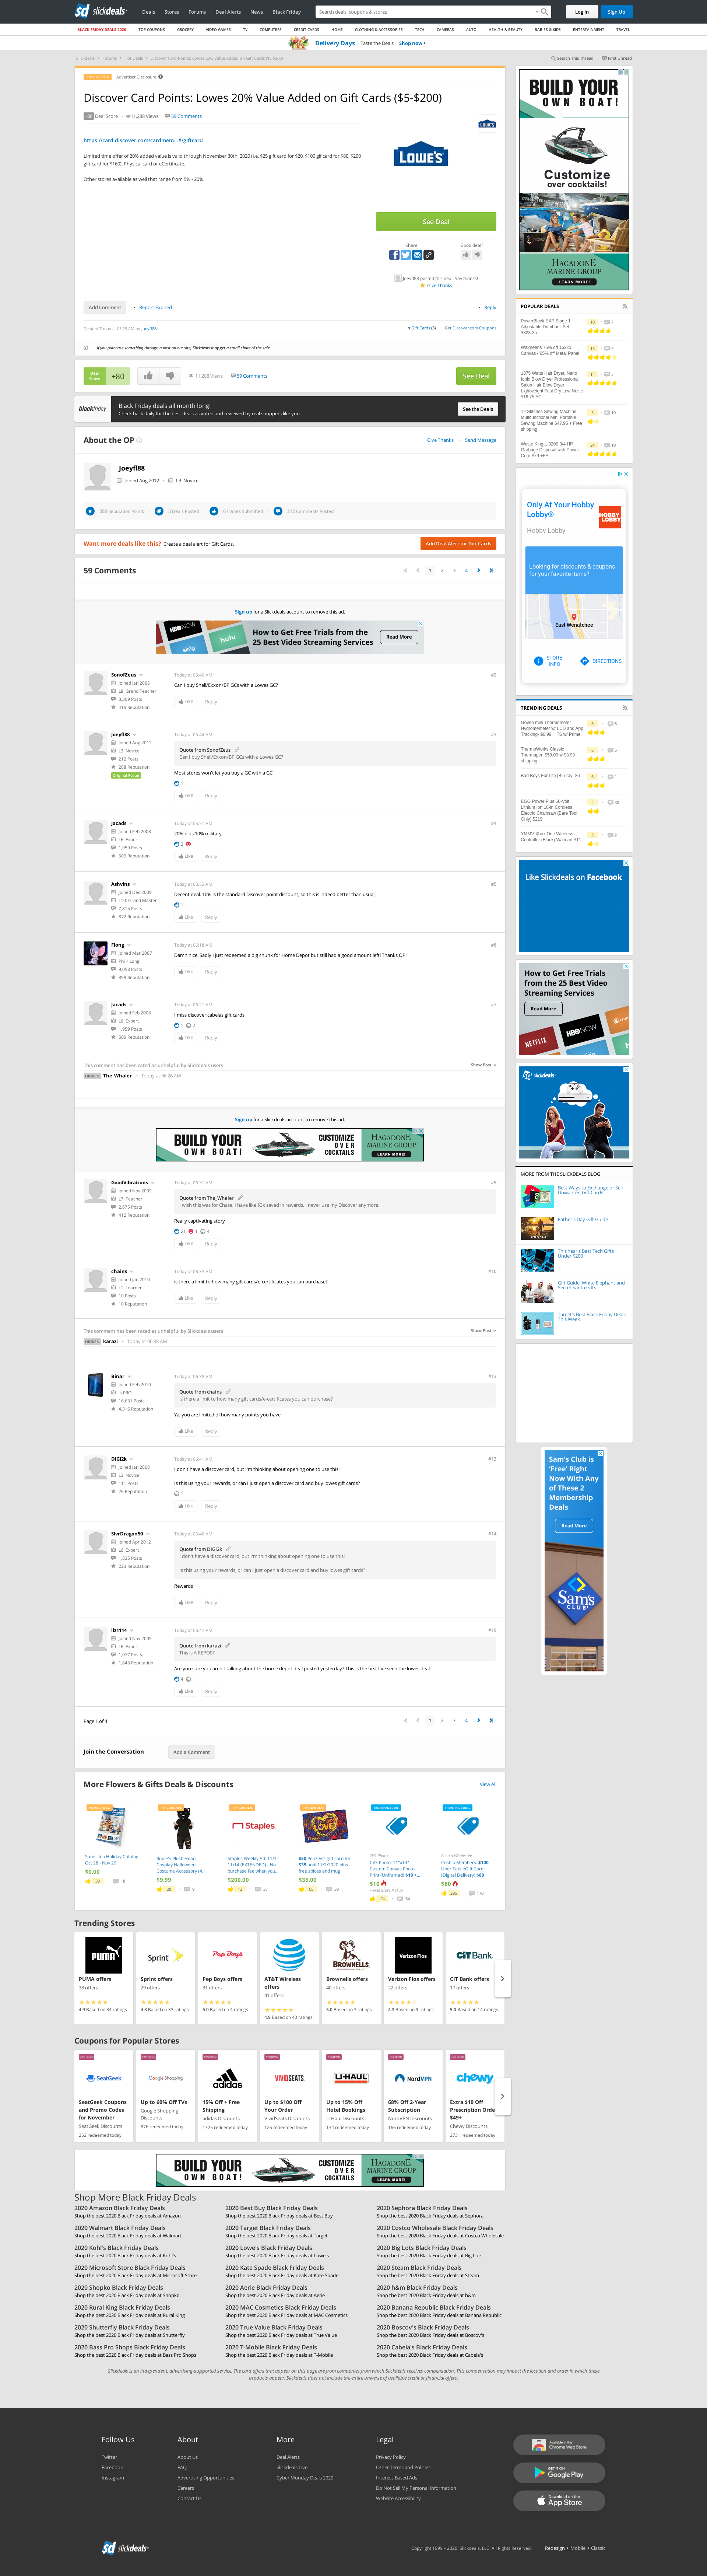 slickdeals
Deals Stores Forums Deal Alerts News Black Friday
Search deals, coupons & stores
Log In Sign Up
BLACK FRIDAY DEALS 2020 TOP COUPONS GROCERY VIDEO GAMES TV COMPUTERS CREDIT CARDS HOME CLOTHING & ACCESSORIES TECH CAMERAS AUTO HEALTH & BEAUTY BABIES & KIDS ENTERTAINMENT TRAVEL
Delivery Days Taste the Deals Shop now
Search This Thread First Unread
Advertiser Disclosure
Discover Card Points: Lowes 20% Value Added on Gift Cards ($5-$200)
+80 Deal Score 11,288 Views 59 Comments
https://card.discover.com/cardmem...#/giftcard
Limited time offer of 20% added value is valid through November 30th, 2020 (i.e. $25 gift card for $20, $100 gif card for $80, $200
gift card for $160). Physical card or eCertificate.
Other stores available as well that range from 5% - 20%.
LOWE'S
See Deal
Share
Good deal?
Joeyfl88 posted this deal. Say thanks!
Give Thanks
Add Comment Report Expired Reply
Created Today at 05:29 AM by Joeyfl88
in Gift Cards (3) Get Discover.com Coupons
If you purchase something through a post on our site, Slickdeals may get a small share of the sale.
Deal Score +80 11,288 Views 59 Comments See Deal
blackfriday
Black Friday deals all month long!
Check back daily for the best deals as voted and reviewed by real shoppers like you.
See the Deals
About the OP
Give Thanks Send Message
Joeyfl88
Joined Aug 2012 L3: Novice
288 Reputation Points 5 Deals Posted 61 Votes Submitted 212 Comments Posted
Want more deals like this? Create a deal alert for Gift Cards.
Add Deal Alert for Gift Cards
59 Comments
1 2 3 4
Sign up for a Slickdeals account to remove this ad.
How to Get Free Trials from the
25 Best Video Streaming Services
Read More
SonofZeus
Joined Jan 2005
L8: Grand Teacher
3,309 Posts
419 Reputation
Today at 05:40 AM #2
Can I buy Shell/Exxon/BP GCs with a Lowes GC?
Like Reply
Joeyfl88
Joined Aug 2012
L3: Novice
212 Posts
288 Reputation
Original Poster
Today at 05:44 AM #3
Quote from SonofZeus
Can I buy Shell/Exxon/BP GCs with a Lowes GC?
Most stores won't let you buy a GC with a GC
1
Like Reply
Jacads
Joined Feb 2008
L6: Expert
1,959 Posts
509 Reputation
Today at 05:51 AM #4
20% plus 10% military
3 1
Like Reply
Ashvins
Joined Dec 2009
L10: Grand Master
7,815 Posts
872 Reputation
Today at 05:53 AM #5
Decent deal. 10% is the standard Discover point discount, so this is indeed better than usual,
1
Like Reply
Flong
Joined Mar 2007
Phi = Long
9,058 Posts
899 Reputation
Today at 06:18 AM #6
Damn nice. Sadly I just redeemed a big chunk for Home Depot but still had a good amount left! Thanks OP!
Like Reply
Jacads
Joined Feb 2008
L6: Expert
1,959 Posts
509 Reputation
Today at 06:21 AM #7
I miss discover cabelas gift cards
1 2
Like Reply
This comment has been rated as unhelpful by Slickdeals users Show Post
HIDDEN The_Whaler Today at 06:26 AM
Sign up for a Slickdeals account to remove this ad.
BUILD YOUR OWN BOAT! CUSTOMIZE OVER COCKTAILS HAGADONE MARINE GROUP LEARN MORE!
GoodVibrations
Joined Nov 2009
L7: Teacher
2,675 Posts
412 Reputation
Today at 06:31 AM #9
Quote from The_Whaler
I wish this was for Chase, I have like $3k saved in rewards. I never use my Discover anymore.
Really captivating story
21 1 4
Like Reply
chains
Joined Jan 2010
L1: Learner
10 Posts
10 Reputation
Today at 06:33 AM #10
is there a limit to how many gift cards/e-certificates you can purchase?
Like Reply
This comment has been rated as unhelpful by Slickdeals users Show Post
HIDDEN karazi Today at 06:38 AM
Binar
Joined Feb 2010
is PRO
16,631 Posts
4,316 Reputation
Today at 06:38 AM #12
Quote from chains
is there a limit to how many gift cards/e-certificates you can purchase?
Ya, you are limited of how many points you have
Like Reply
DiGi2k
Joined Jan 2008
L3: Novice
111 Posts
26 Reputation
Today at 06:41 AM #13
I don't have a discover card, but I'm thinking about opening one to use this!
Is this using your rewards, or can I just open a discover card and buy lowes gift cards?
1
Like Reply
SlvrDragon50
Joined Apr 2012
L6: Expert
1,835 Posts
223 Reputation
Today at 06:46 AM #14
Quote from DiGi2k
I don't have a discover card, but I'm thinking about opening one to use this!
Is this using your rewards, or can I just open a discover card and buy lowes gift cards?
Rewards
Like Reply
liz1114
Joined Nov 2009
L6: Expert
1,077 Posts
1,843 Reputation
Today at 06:47 AM #15
Quote from karazi
This is A REPOST
Are you sure you aren't talking about the home depot deal posted yesterday? This is the first I've seen the lowes deal.
4 1
Like Reply
Page 1 of 4
1 2 3 4
Join the Conversation Add a Comment
More Flowers & Gifts Deals & Discounts View All
Samsclub Holiday Catalog Oct 28 - Nov 29
$0.00
Rubie's Plush Head Cosplay Halloween Costume Accessory (4...
$9.99
Staples Weekly Ad: 11/1 - 11/14 (EXTENDED) - No purchase fee when you...
$200.00
$50 Penzey's gift card for $35 until 11/2/2020 plus free spices and mug
$35.00
CVS Photo
CVS Photo: 11"x14" Custom Canvas Photo Print (Unframed) $10 +...
$10
Costco Wholesale
Costco Members: $100 Uber Eats eGift Card (Digital Delivery) $80
$80
Trending Stores
PUMA offers
38 offers
4.9 Based on 34 ratings
Sprint offers
29 offers
4.8 Based on 33 ratings
Pep Boys offers
31 offers
5.0 Based on 4 ratings
AT&T Wireless offers
41 offers
4.9 Based on 40 ratings
Brownells offers
40 offers
5.0 Based on 3 ratings
Verizon Fios offers
22 offers
4.3 Based on 9 ratings
CIT Bank offers
17 offers
5.0 Based on 14 ratings
Coupons for Popular Stores
SeatGeek Coupons and Promo Codes for November
SeatGeek Discounts
252 redeemed today
Up to 60% Off TVs
Google Shopping Discounts
876 redeemed today
15% Off + Free Shipping
adidas Discounts
1325 redeemed today
Up to $100 Off Your Order
VividSeats Discounts
125 redeemed today
Up to 15% Off Hotel Bookings
U-Haul Discounts
134 redeemed today
68% Off 2-Year Subscription
NordVPN Discounts
166 redeemed today
Extra $10 Off Prescription Orde $49+
Chewy Discounts
2731 redeemed today
BUILD YOUR OWN BOAT! CUSTOMIZE OVER COCKTAILS HAGADONE MARINE GROUP LEARN MORE!
Shop More Black Friday Deals
2020 Amazon Black Friday Deals 2020 Best Buy Black Friday Deals 2020 Sephora Black Friday Deals
Shop the best 2020 Black Friday deals at Amazon Shop the best 2020 Black Friday deals at Best Buy Shop the best 2020 Black Friday deals at Sephora
2020 Walmart Black Friday Deals 2020 Target Black Friday Deals 2020 Costco Wholesale Black Friday Deals
Shop the best 2020 Black Friday deals at Walmart Shop the best 2020 Black Friday deals at Target Shop the best 2020 Black Friday deals at Costco Wholesale
2020 Kohl's Black Friday Deals 2020 Lowe's Black Friday Deals 2020 Big Lots Black Friday Deals
Shop the best 2020 Black Friday deals at Kohl's Shop the best 2020 Black Friday deals at Lowe's Shop the best 2020 Black Friday deals at Big Lots
2020 Microsoft Store Black Friday Deals 2020 Kate Spade Black Friday Deals 2020 Steam Black Friday Deals
Shop the best 2020 Black Friday deals at Microsoft Store Shop the best 2020 Black Friday deals at Kate Spade Shop the best 2020 Black Friday deals at Steam
2020 Shopko Black Friday Deals 2020 Aerie Black Friday Deals 2020 h&m Black Friday Deals
Shop the best 2020 Black Friday deals at Shopko Shop the best 2020 Black Friday deals at Aerie Shop the best 2020 Black Friday deals at h&m
2020 Rural King Black Friday Deals 2020 MAC Cosmetics Black Friday Deals 2020 Banana Republic Black Friday Deals
Shop the best 2020 Black Friday deals at Rural King Shop the best 2020 Black Friday deals at MAC Cosmetics Shop the best 2020 Black Friday deals at Banana Republic
2020 Shutterfly Black Friday Deals 2020 True Value Black Friday Deals 2020 Boscov's Black Friday Deals
Shop the best 2020 Black Friday deals at Shutterfly Shop the best 2020 Black Friday deals at True Value Shop the best 2020 Black Friday deals at Boscov's
2020 Bass Pro Shops Black Friday Deals 2020 T-Mobile Black Friday Deals 2020 Cabela's Black Friday Deals
Shop the best 2020 Black Friday deals at Bass Pro Shops Shop the best 2020 Black Friday deals at T-Mobile Shop the best 2020 Black Friday deals at Cabela's
Slickdeals is an independent, advertising-supported service. The card offers that appear on this page are from companies from which Slickdeals receives compensation. This compensation may impact the location and order in which these
products appear. Slickdeals does not include the entire universe of available credit or financial offers.
BUILD YOUR OWN BOAT!
Customize over cocktails!
HAGADONE MARINE GROUP
LEARN MORE!
POPULAR DEALS
PowerBlock EXP Stage 1 Adjustable Dumbbell Set $323.25
Walgreens 75% off 16x20 Canvas - 65% off Metal Panel
1875 Watts Hair Dryer, Nano Ionic Blow Dryer Professional Salon Hair Blow Dryer Lightweight Fast Dry Low Noise $16.75 AC
12 Stitches Sewing Machine, Multifunctional Mini Portable Sewing Machine $47.95 + Free shipping
Waste King L-3200 3/4 HP Garbage Disposal with Power Cord $79 +FS
Only At Your Hobby Lobby®
Hobby Lobby
HOBBY LOBBY
Looking for discounts & coupons for your favorite items?
East Wenatchee
STORE INFO DIRECTIONS
TRENDING DEALS
Govee mini Thermometer Hygromemeter w/ LCD and App Tracking: $6.99 + FS w/ Prime
ThermoWorks Classic Thermapen $59.00 w $3.99 shipping
Bad Boys For Life [Blu-ray] $6
EGO Power Plus 56-Volt Lithium Ion 18-in Cordless Electric Chainsaw (Bare Tool Only) $219
YMMV Xbox One Wireless Controller (Black) Walmart $11
Like Slickdeals on Facebook
How to Get Free Trials from the 25 Best Video Streaming Services
Read More
NETFLIX HBO NOW hulu
slickdeals
MORE FROM THE SLICKDEALS BLOG
Best Ways to Exchange or Sell Unwanted Gift Cards
Father's Day Gift Guide
This Year's Best Tech Gifts Under $200
Gift Guide: White Elephant and Secret Santa Gifts
Target's Best Black Friday Deals This Week
Sam's Club is 'Free' Right Now With Any of These 2 Membership Deals
Read More
Sam's CLUB
Follow Us About More Legal
Twitter About Us Deal Alerts Privacy Policy
Facebook FAQ Slickdeals Live Other Terms and Policies
Instagram Advertising Opportunities Cyber Monday Deals 2020 Interest Based Ads
Careers Do Not Sell My Personal Information
Contact Us Website Accessibility
Available in the Chrome Web Store
GET IT ON Google Play
Download on the App Store
slickdeals
Copyright 1999 - 2020. Slickdeals, LLC. All Rights Reserved. Redesign • Mobile • Classic